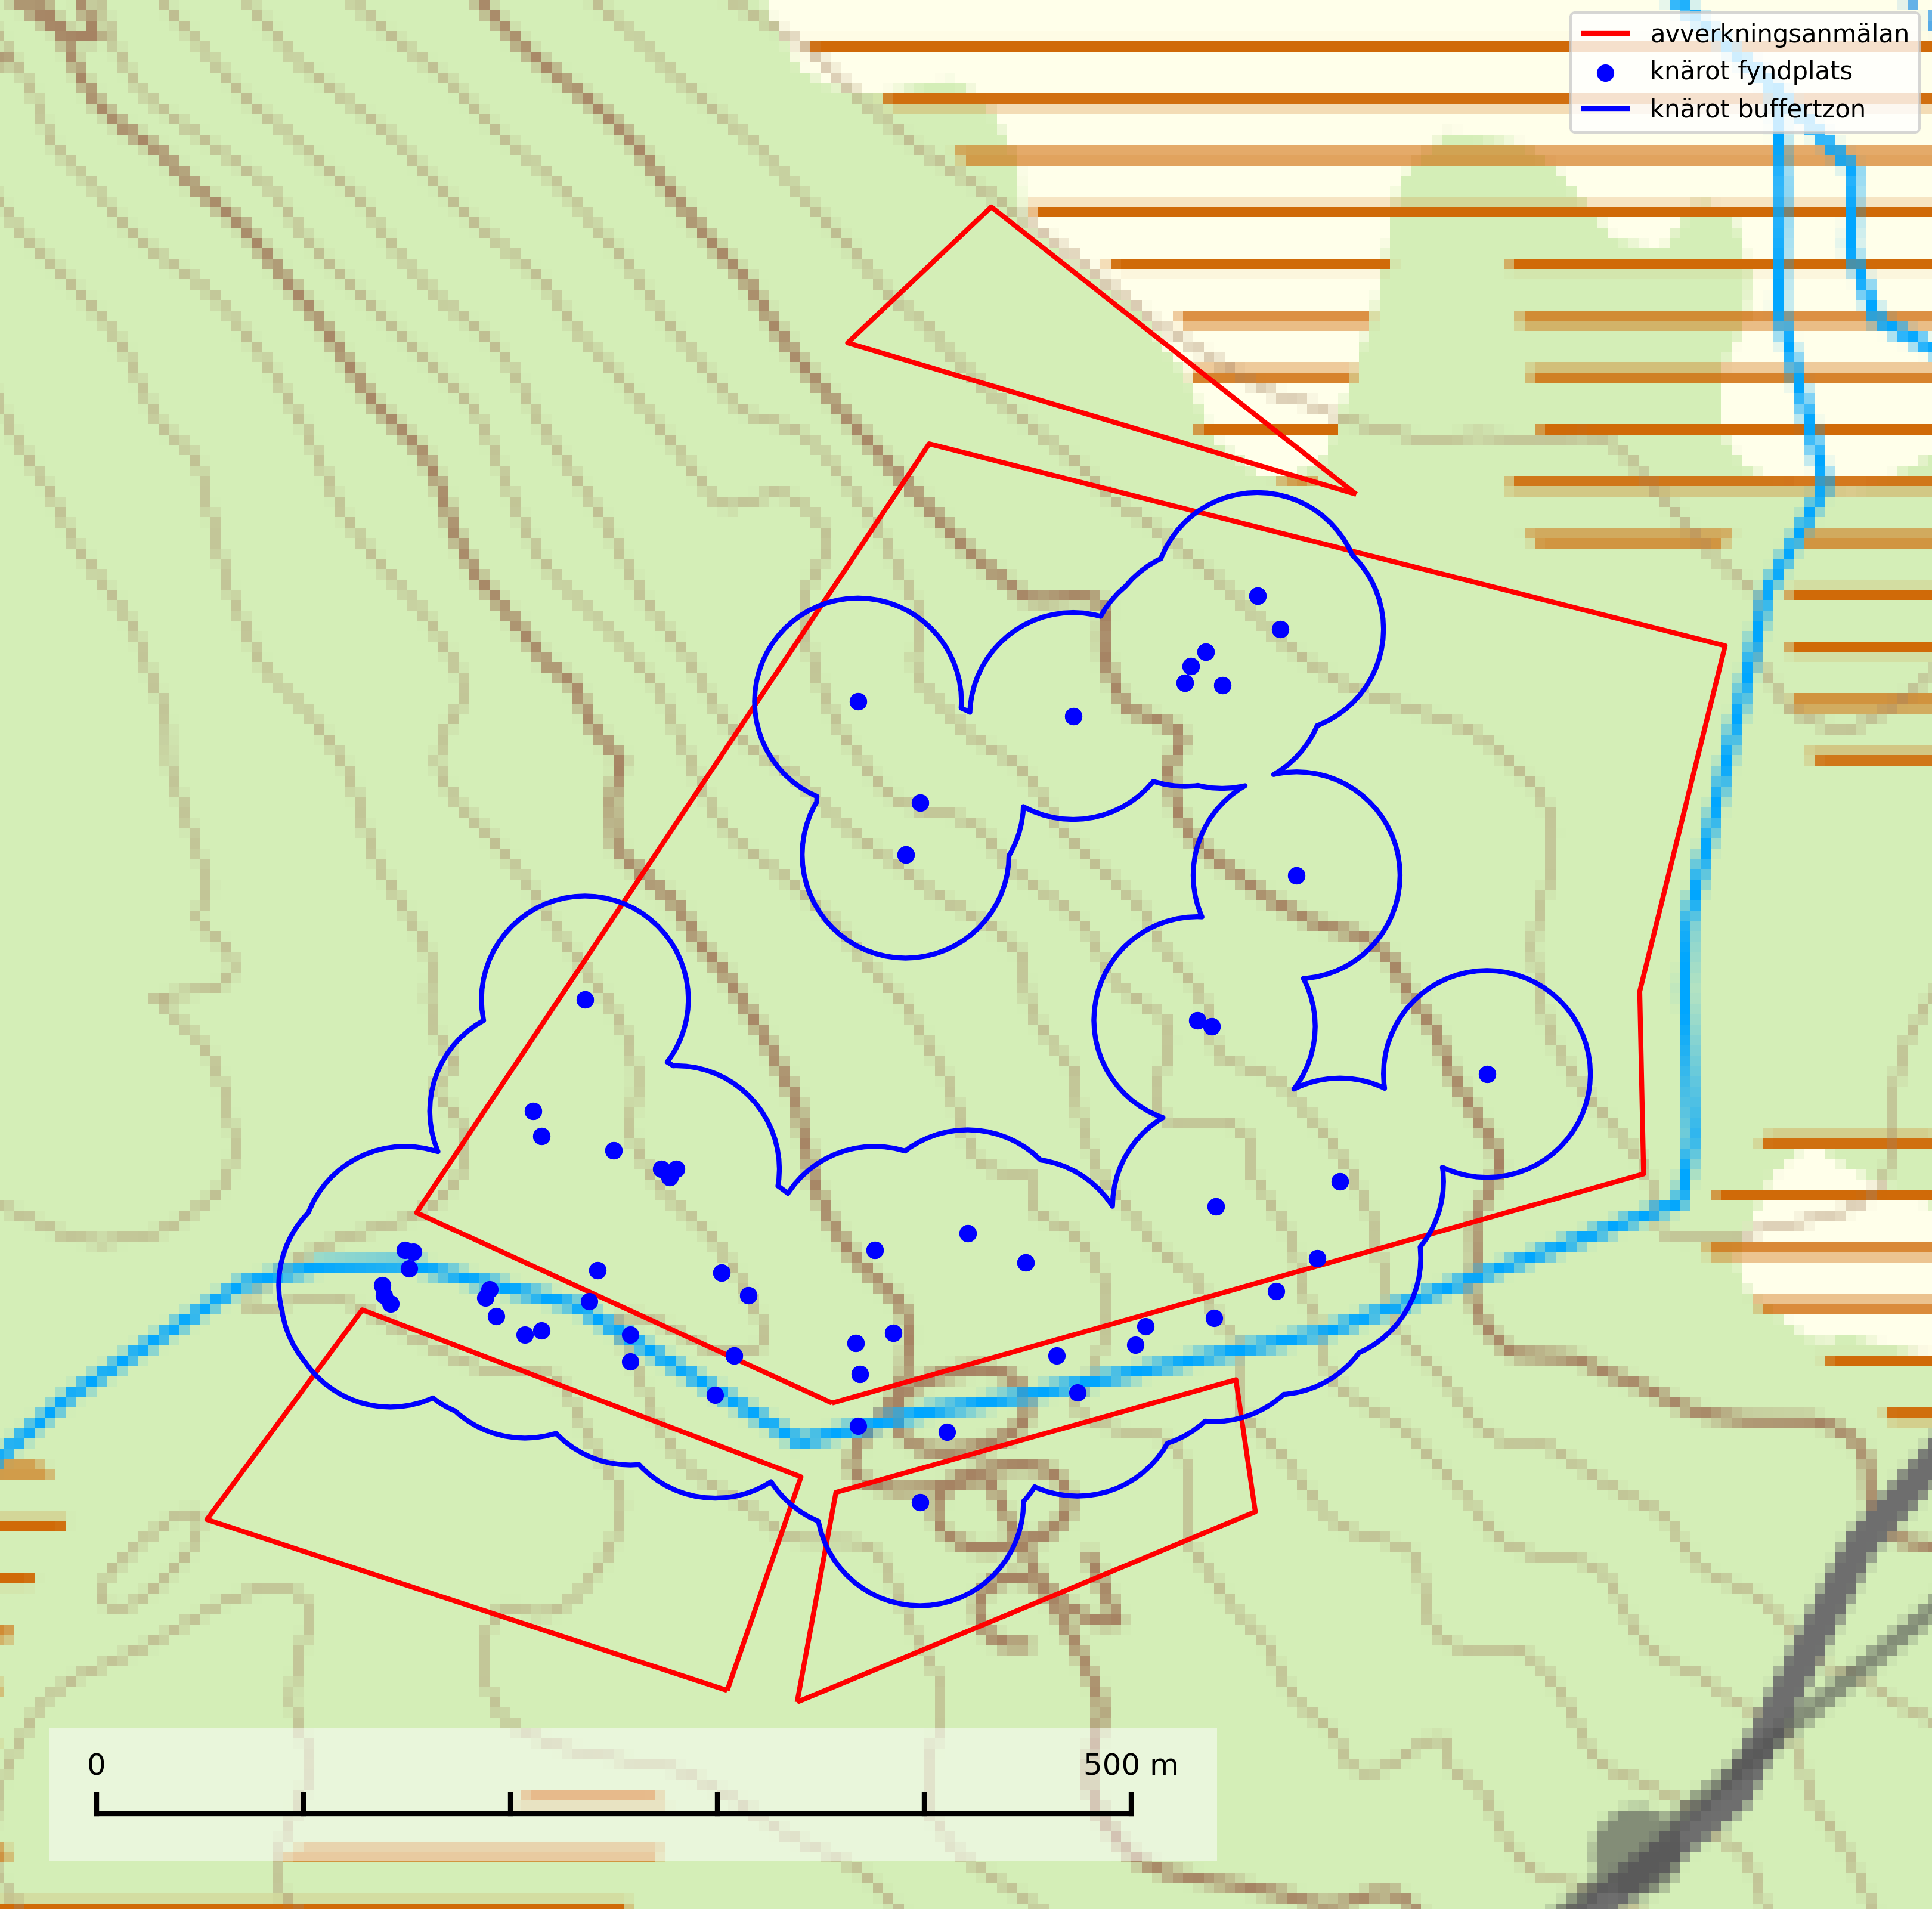 avverkningsanmälan
knärot fyndplats
knärot buffertzon
0 500 m